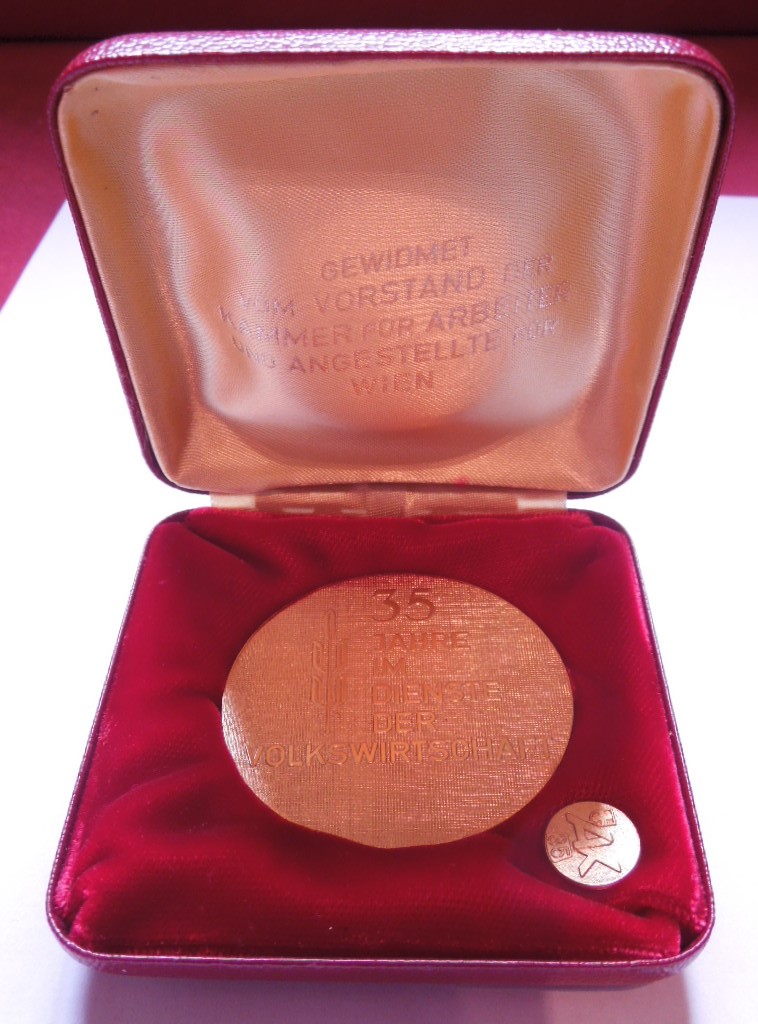 GEWIDMET
VOM VORSTAND DER
KAMMER FÜR ARBEITER
UND ANGESTELLTE FÜR
WIEN
35
JAHRE
IM
DIENSTE
DER
VOLKSWIRTSCHAFT